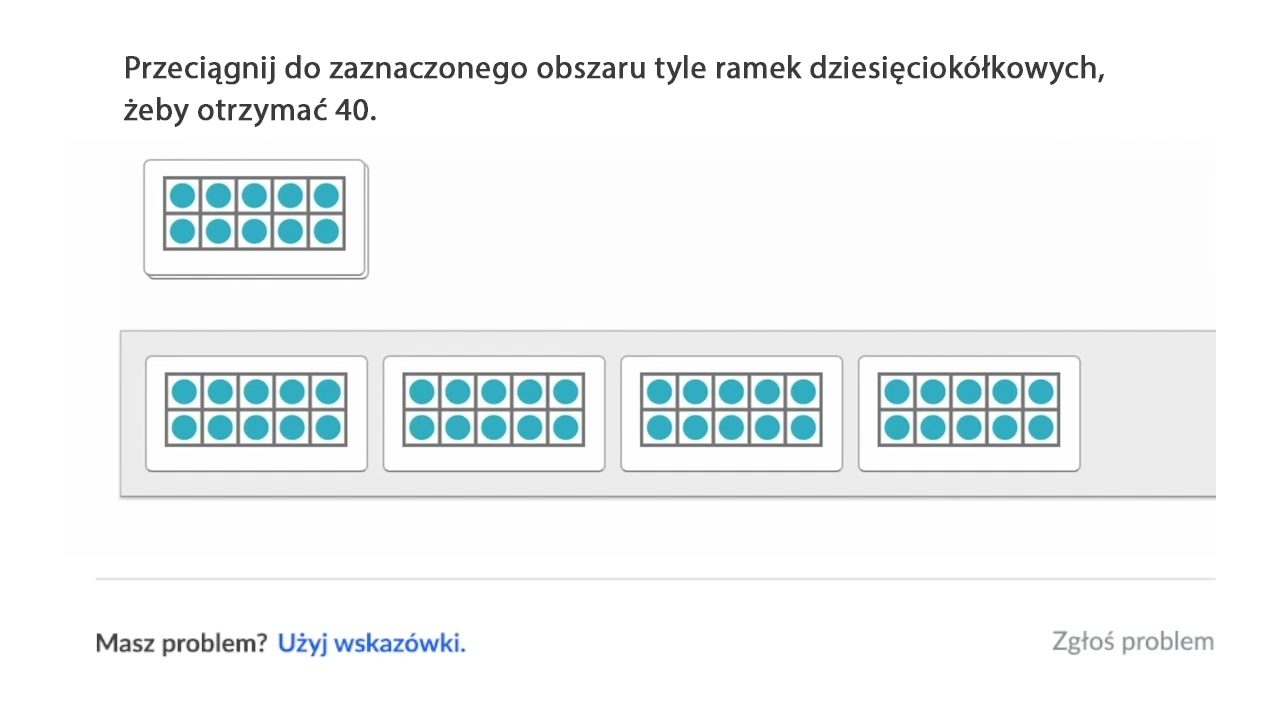 Przeciągnij do zaznaczonego obszaru tyle ramek dziesięciokółkowych,
żeby otrzymać 40.
Masz problem? Użyj wskazówki.
Zgłoś problem